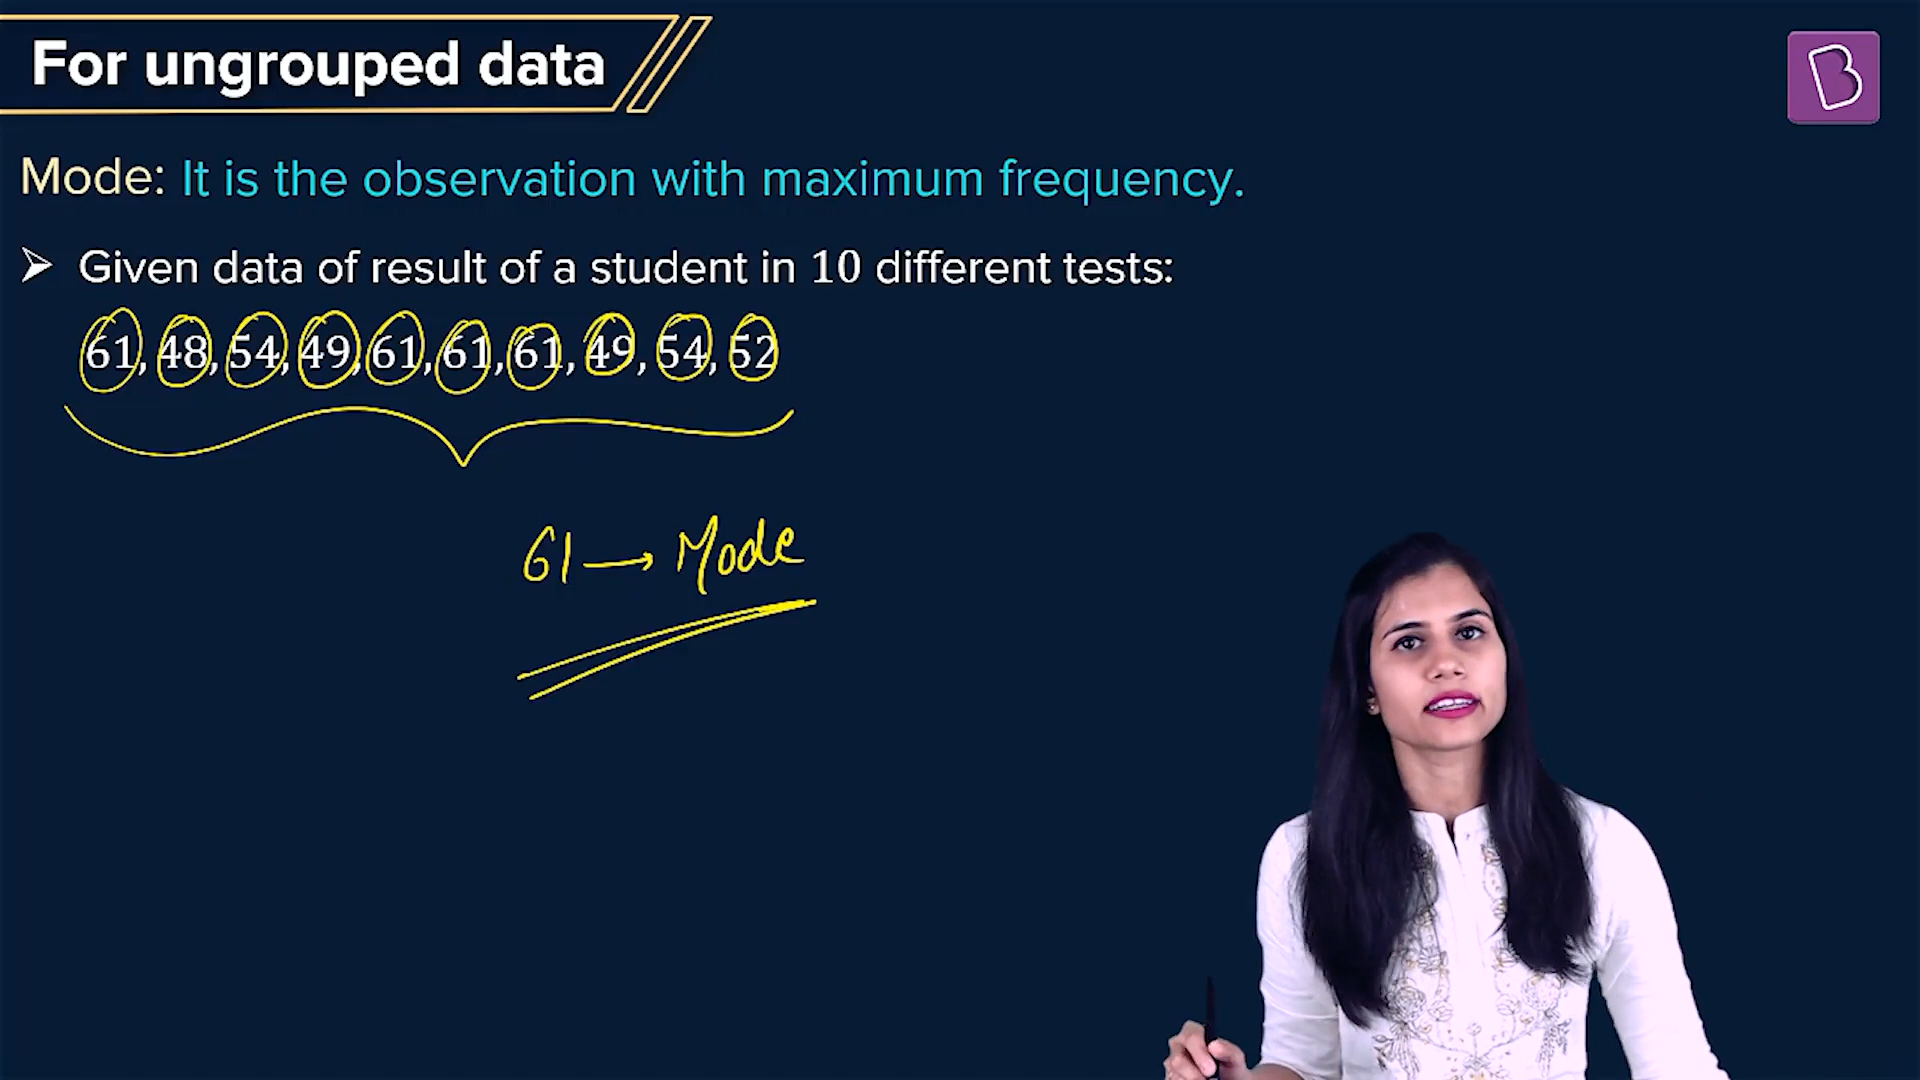 For ungrouped data
B
Mode: It is the observation with maximum frequency.
➤ Given data of result of a student in 10 different tests:
61, 48, 54, 49, 61, 61, 61, 49, 54, 52
61 → Mode